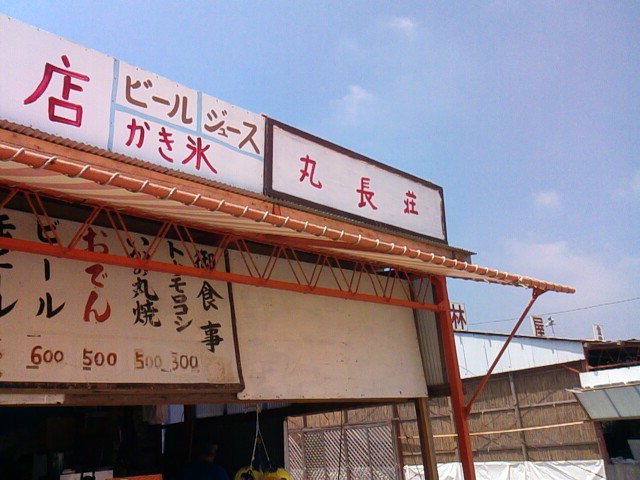 店
ビール
ジュース
かき氷
丸長荘
御食事
トーモロコシ 300
いか丸焼 500
おでん 500
ビール 600
林
屋